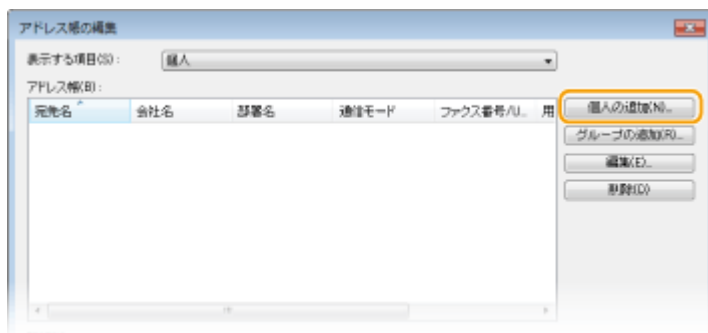 アドレス帳の編集
表示する項目(S):
個人
アドレス帳(B):
宛先名 会社名 部署名 通信モード ファクス番号/U... 用
個人の追加(N)...
グループの追加(R)...
編集(E)...
削除(D)